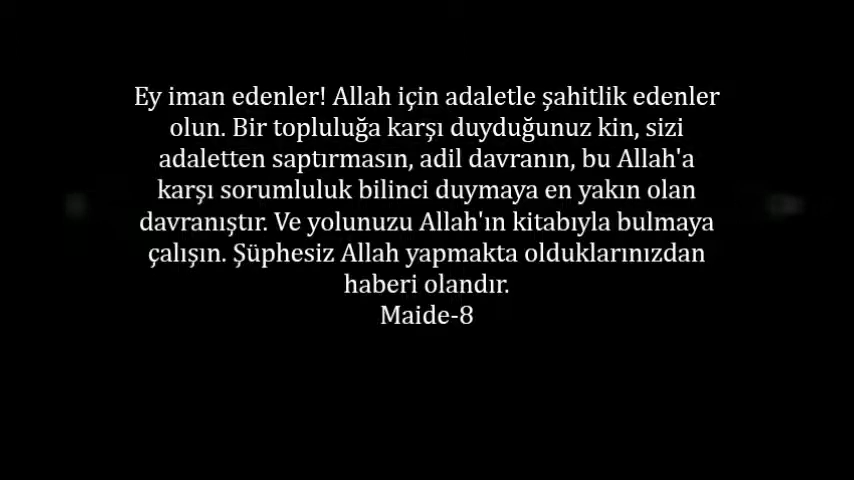 Ey iman edenler! Allah için adaletle şahitlik edenler
olun. Bir topluluğa karşı duyduğunuz kin, sizi
adaletten saptırmasın, adil davranın, bu Allah'a
karşı sorumluluk bilinci duymaya en yakın olan
davranıştır. Ve yolunuzu Allah'ın kitabıyla bulmaya
çalışın. Şüphesiz Allah yapmakta olduklarınızdan
haberi olandır.
Maide-8